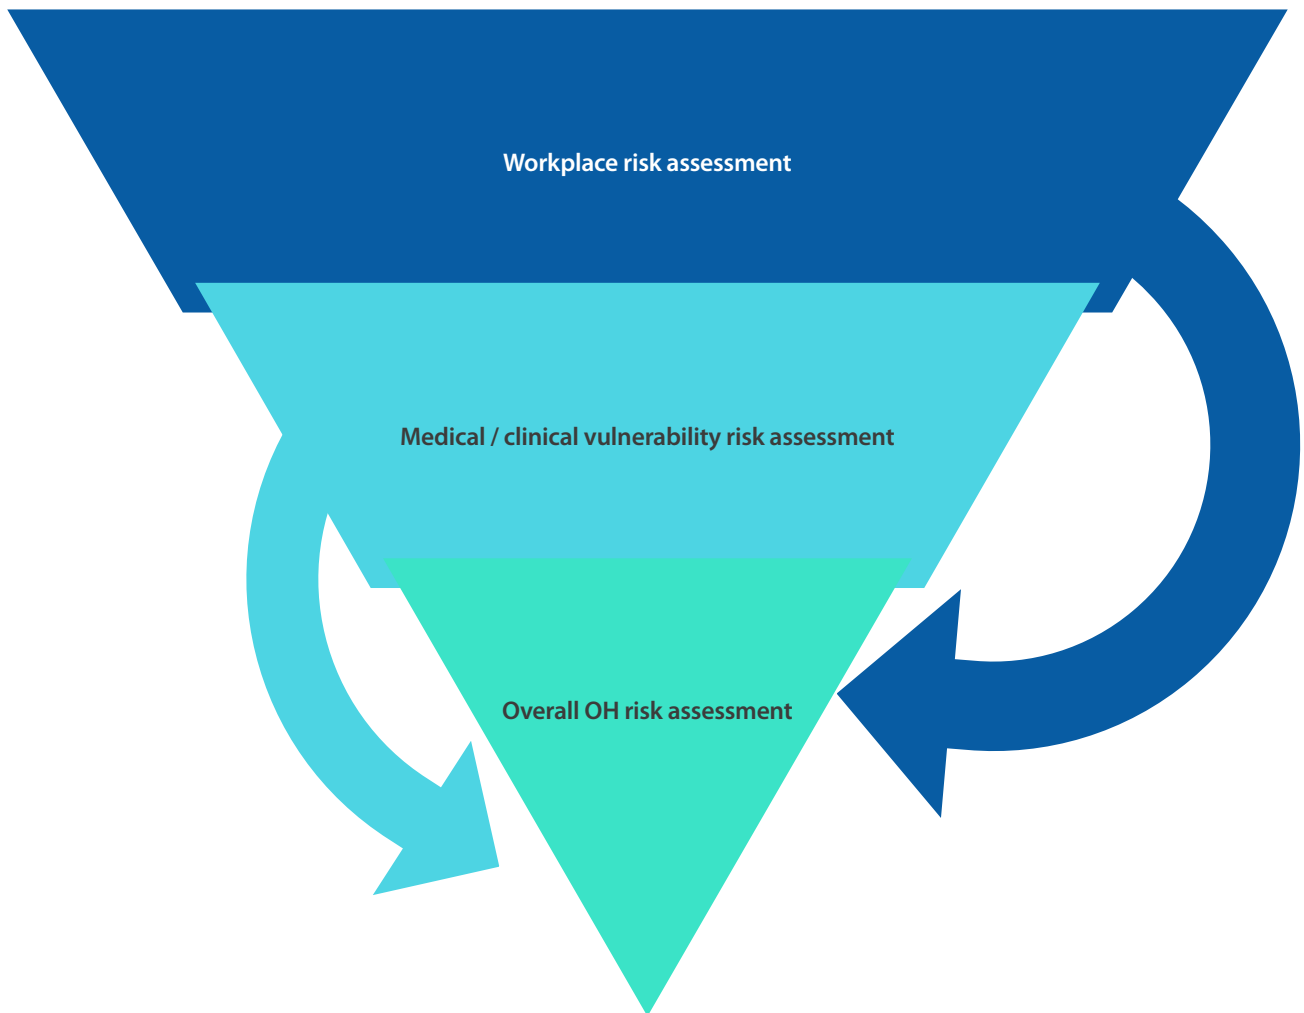 Workplace risk assessment
Medical / clinical vulnerability risk assessment
Overall OH risk assessment